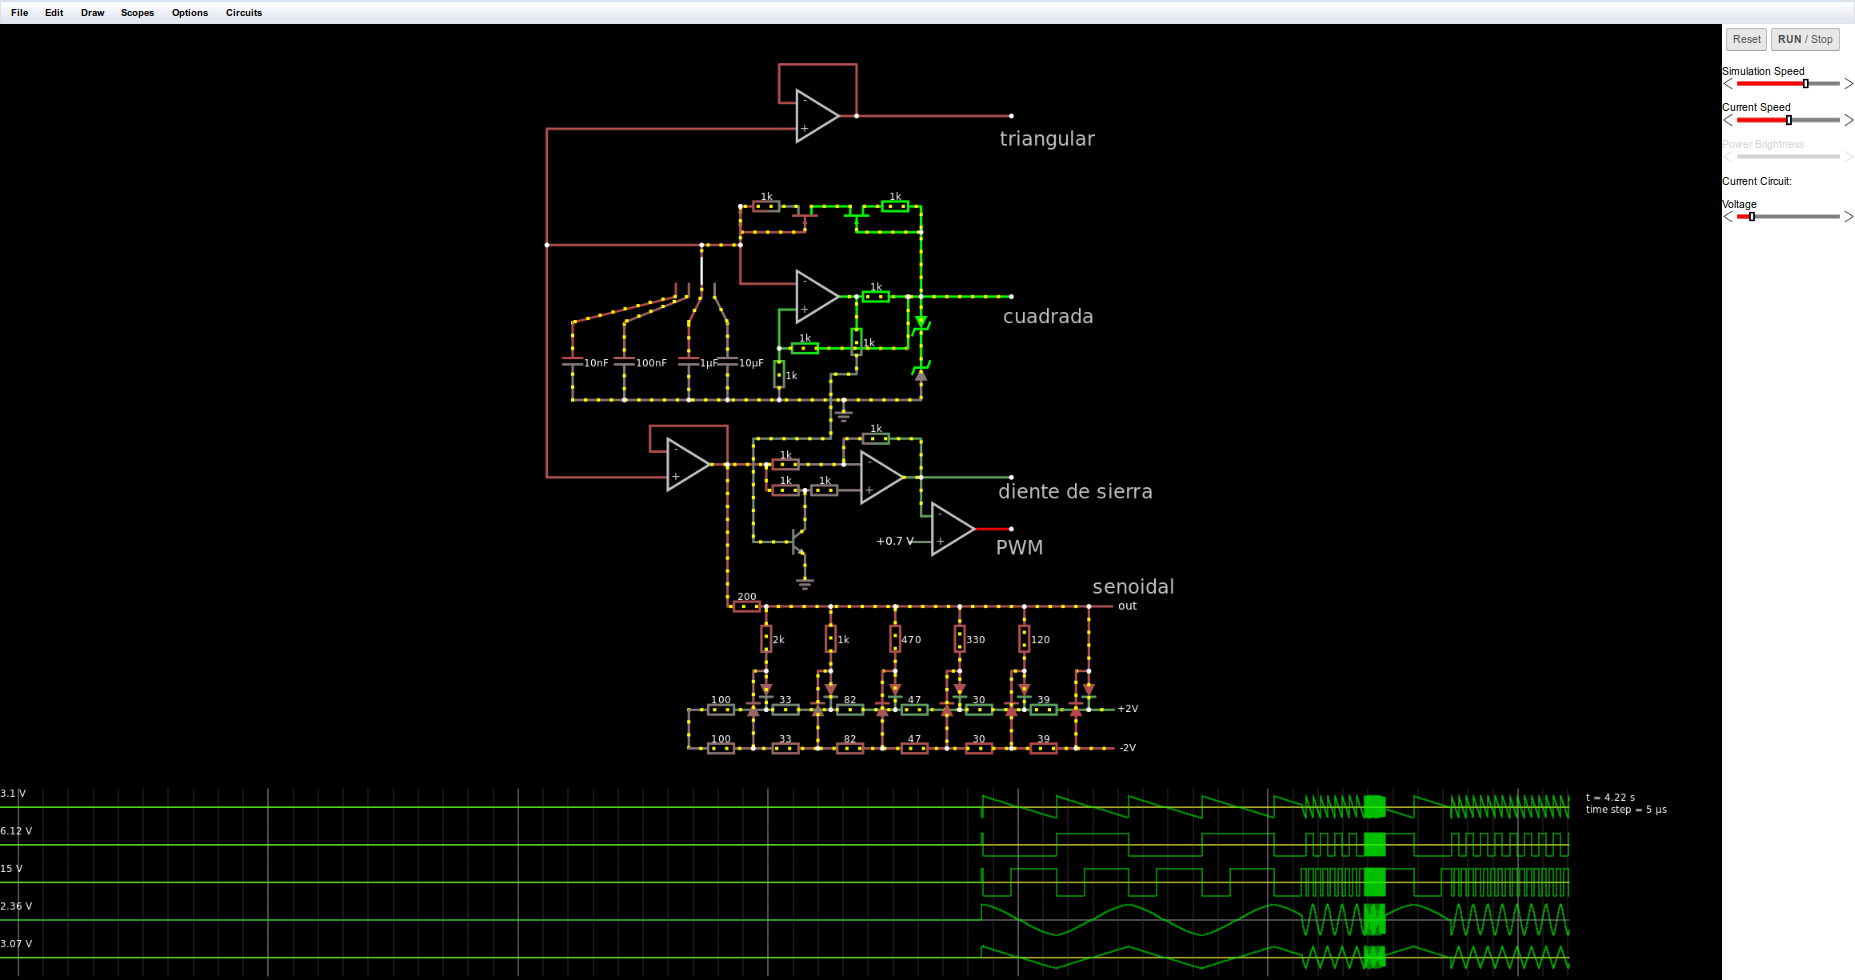 File Edit Draw Scopes Options Circuits
Reset RUN / Stop
Simulation Speed
Current Speed
Power Brightness
Current Circuit:
Voltage
triangular
1k 1k
1k
cuadrada
1k 1k
10nF 100nF 1µF 10µF
1k
1k
1k
1k 1k
diente de sierra
+0.7 V
PWM
senoidal
200
out
2k 1k 470 330 120
100 33 82 47 30 39
+2V
100 33 82 47 30 39
-2V
3.1 V
t = 4.22 s
time step = 5 µs
6.12 V
15 V
2.36 V
3.07 V